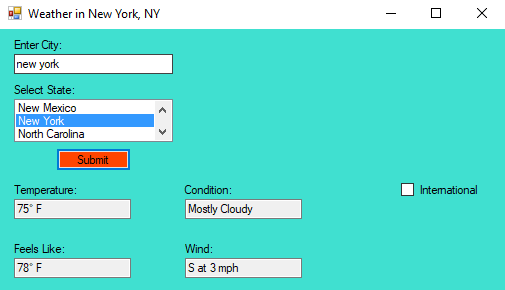 Weather in New York, NY
Enter City:
new york
Select State:
New Mexico
New York
North Carolina
Submit
Temperature:
Condition:
International
75° F
Mostly Cloudy
Feels Like:
Wind:
78° F
S at 3 mph